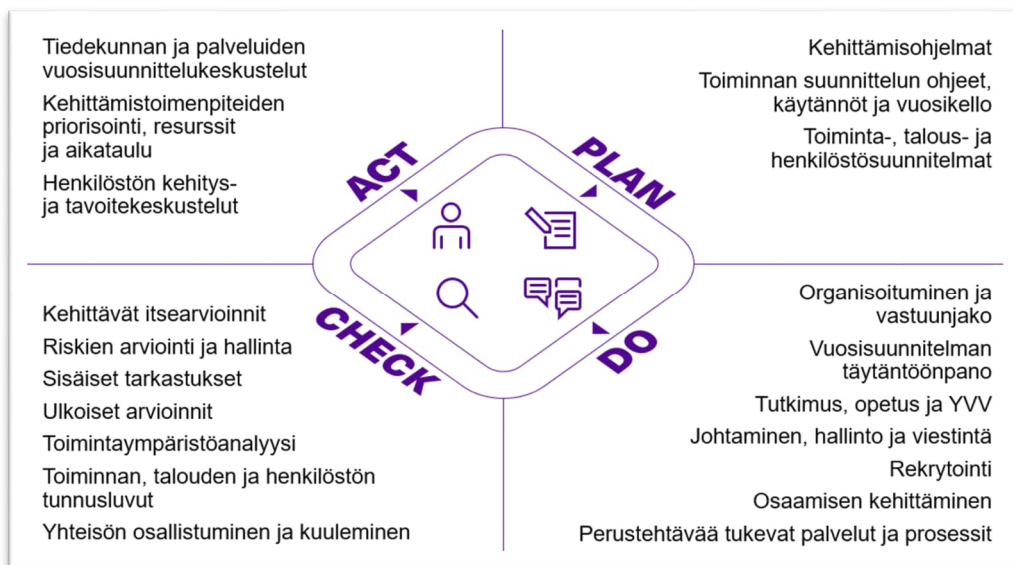 Tiedekunnan ja palveluiden
vuosisuunnittelukeskustelut
Kehittämistoimenpiteiden
priorisointi, resurssit
ja aikataulu
Henkilöstön kehitys-
ja tavoitekeskustelut
ACT
PLAN
Kehittämisohjelmat
Toiminnan suunnittelun ohjeet,
käytännöt ja vuosikello
Toiminta-, talous- ja
henkilöstösuunnitelmat
CHECK
Kehittävät itsearvioinnit
Riskien arviointi ja hallinta
Sisäiset tarkastukset
Ulkoiset arvioinnit
Toimintaympäristöanalyysi
Toiminnan, talouden ja henkilöstön
tunnusluvut
Yhteisön osallistuminen ja kuuleminen
DO
Organisoituminen ja
vastuunjako
Vuosisuunnitelman
täytäntöönpano
Tutkimus, opetus ja YVV
Johtaminen, hallinto ja viestintä
Rekrytointi
Osaamisen kehittäminen
Perustehtävää tukevat palvelut ja prosessit